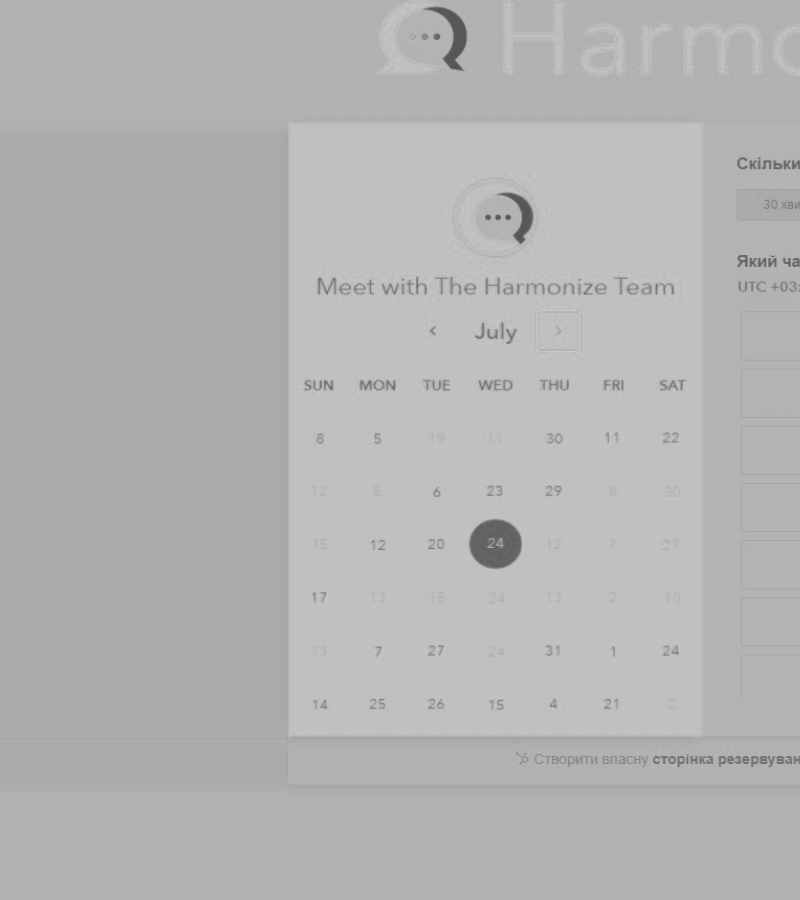 Harmo
Meet with The Harmonize Team
July
SUN MON TUE WED THU FRI SAT
8 5 19 11 30 11 22
12 5 6 23 29 8 30
15 12 20 24 12 7 27
17 13 15 24 13 2 10
13 7 27 24 31 1 24
14 25 26 15 4 21 2
Створити власну сторінка резервуван
Скільки
30 хви
Який ча
UTC +03: